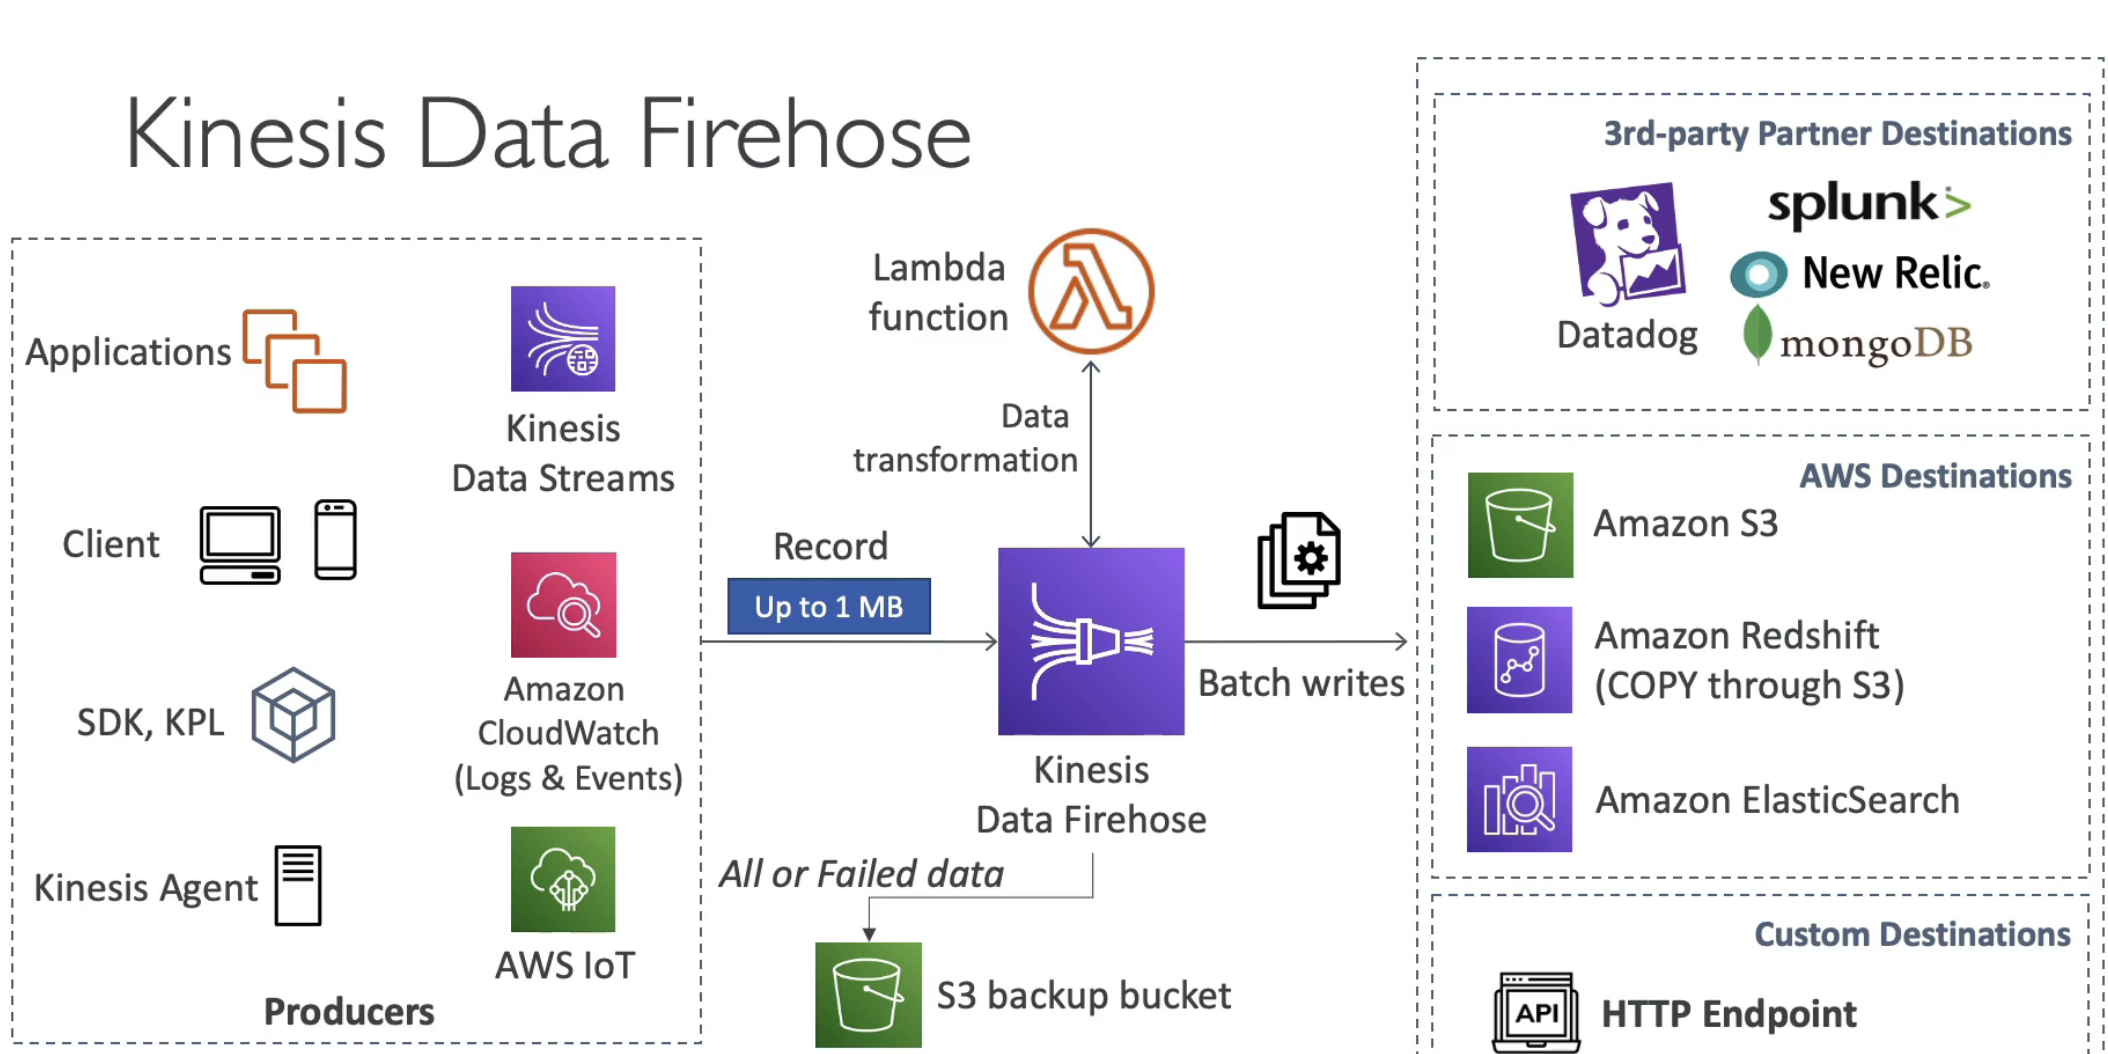 Kinesis Data Firehose
Applications
Kinesis
Data Streams
Client
Amazon
CloudWatch
(Logs & Events)
SDK, KPL
Kinesis Agent
AWS IoT
Producers
Lambda
function
Data
transformation
Record
Up to 1 MB
Kinesis
Data Firehose
Batch writes
All or Failed data
S3 backup bucket
3rd-party Partner Destinations
Datadog
splunk>
New Relic®
mongoDB
AWS Destinations
Amazon S3
Amazon Redshift
(COPY through S3)
Amazon ElasticSearch
Custom Destinations
API
HTTP Endpoint